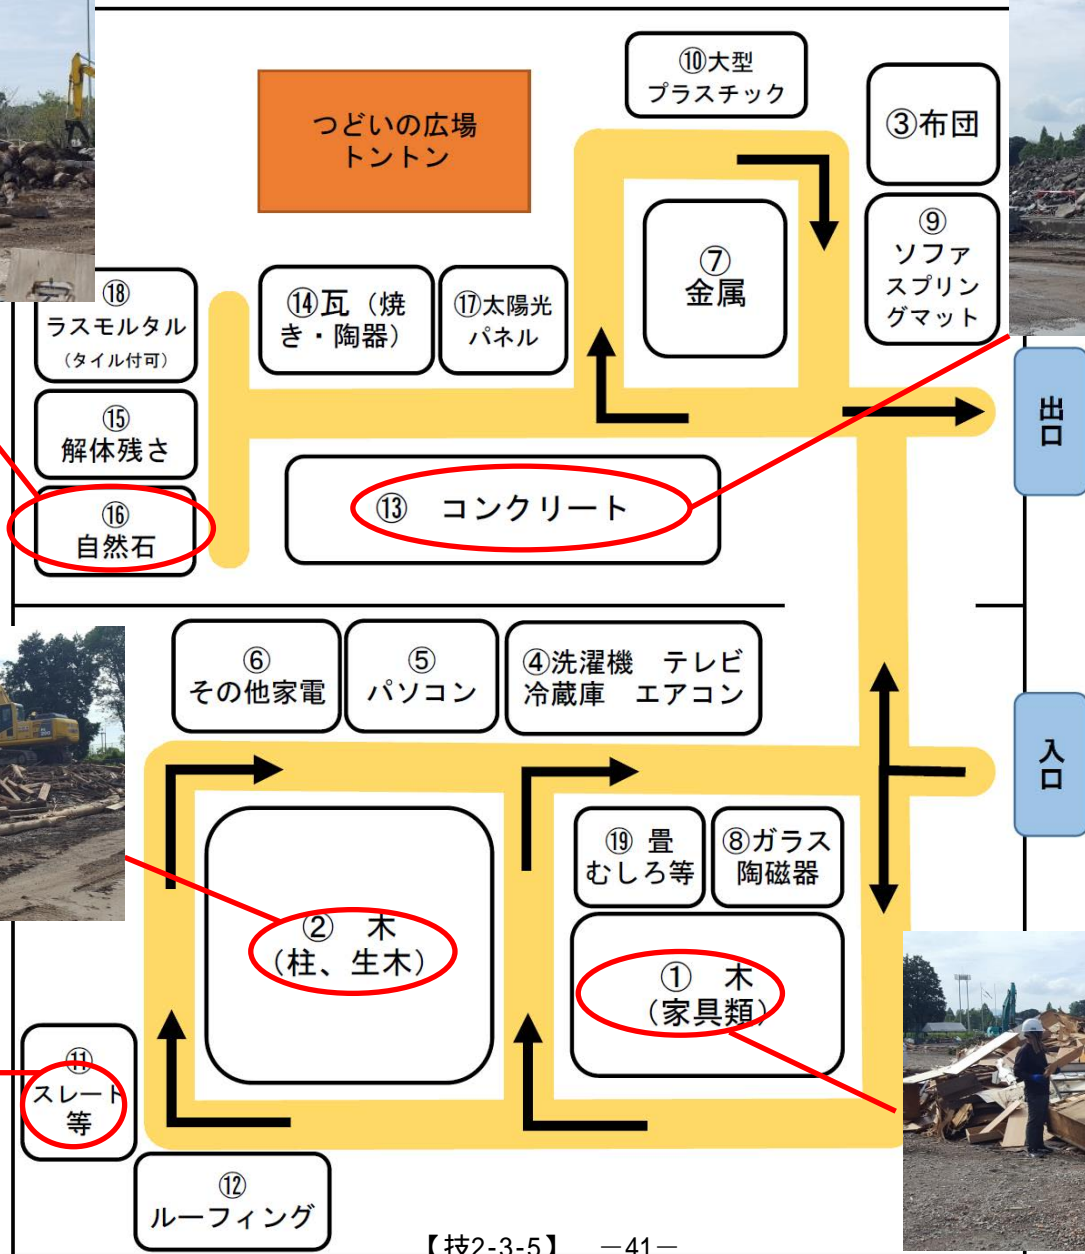 ⑩大型
プラスチック
③布団
つどいの広場
トントン
⑨
ソファ
スプリン
グマット
⑦
金属
⑱
ラスモルタル
（タイル付可）
⑭瓦（焼
き・陶器）
⑰太陽光
パネル
出口
⑮
解体残さ
⑬　コンクリート
⑯
自然石
⑥
その他家電
⑤
パソコン
④洗濯機　テレビ
冷蔵庫　エアコン
入口
⑲ 畳
むしろ等
⑧ガラス
陶磁器
②　木
（柱、生木）
①　木
（家具類）
⑪
スレート
等
⑫
ルーフィング
【技2-3-5】　－41－